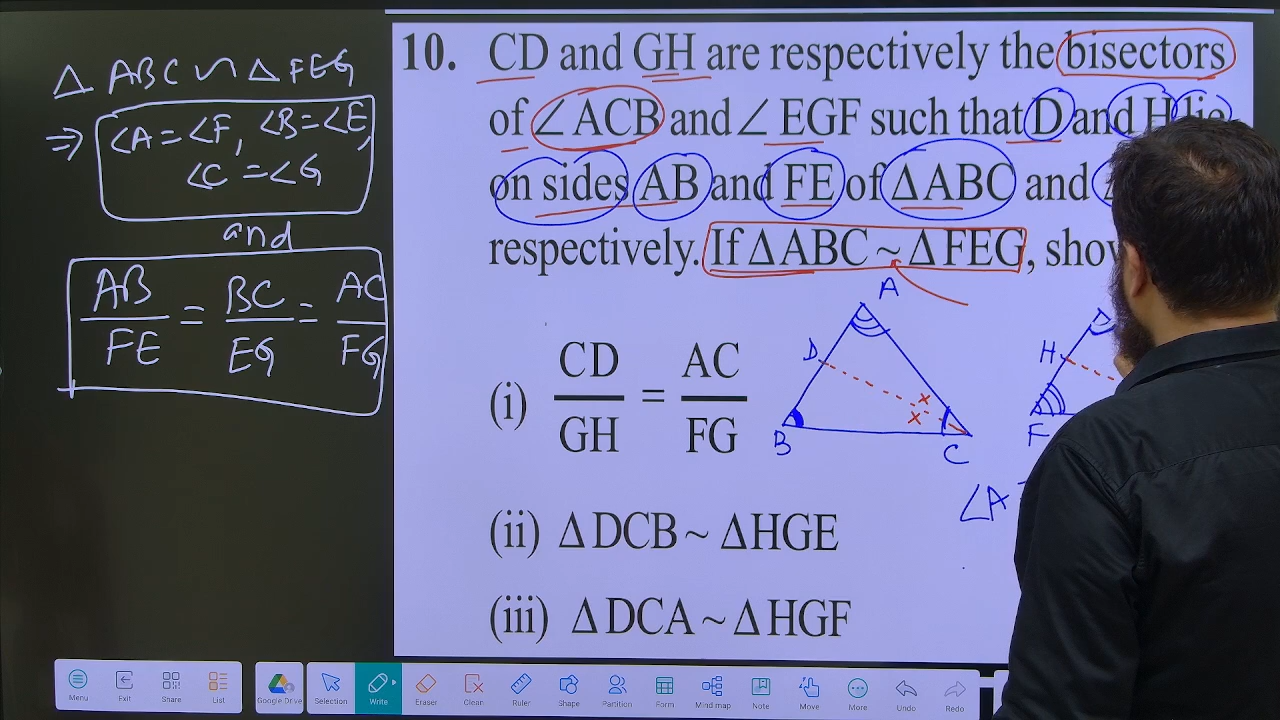 Δ ABC ∽ Δ FEG
⇒ ∠A = ∠F, ∠B = ∠E,
∠C = ∠G
and
AB/FE = BC/EG = AC/FG
10. CD and GH are respectively the bisectors
of ∠ACB and ∠ EGF such that D and H lie
on sides AB and FE of ΔABC and
respectively. If ΔABC ~ Δ FEG, show
A
D
B
C
H
F
∠A
(i) CD/GH = AC/FG
(ii) ΔDCB ~ ΔHGE
(iii) ΔDCA ~ ΔHGF
Menu Exit Share List Google Drive Selection Write Eraser Clean Ruler Shape Partition Form Mind map Note Move More Undo Redo